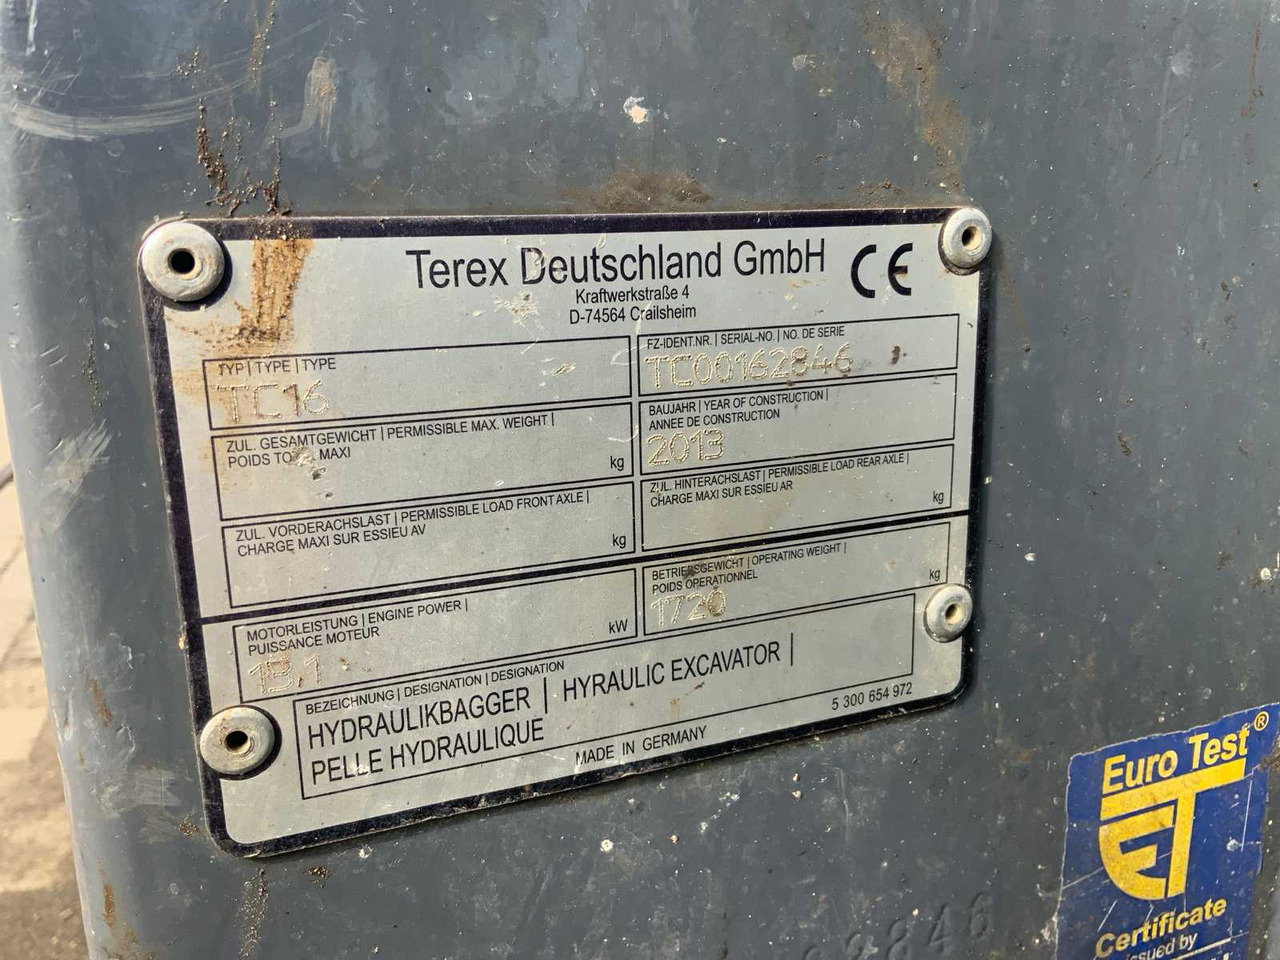 Terex Deutschland GmbH CE
Kraftwerkstraße 4
D-74564 Crailsheim
TYP | TYPE | TYPE
TC16
FZ-IDENT.NR. | SERIAL-NO. | NO. DE SERIE
TC00162846
ZUL. GESAMTGEWICHT | PERMISSIBLE MAX. WEIGHT |
POIDS MAXI
kg
BAUJAHR | YEAR OF CONSTRUCTION |
ANNEE DE CONSTRUCTION
2013
ZUL. VORDERACHSLAST | PERMISSIBLE LOAD FRONT AXLE |
CHARGE MAXI SUR ESSIEU AV
kg
ZUL. HINTERACHSLAST | PERMISSIBLE LOAD REAR AXLE |
CHARGE MAXI SUR ESSIEU AR
kg
MOTORLEISTUNG | ENGINE POWER |
PUISSANCE MOTEUR
kW
13,1
BETRIEBSGEWICHT | OPERATING WEIGHT |
POIDS OPERATIONNEL
kg
1720
BEZEICHNUNG | DESIGNATION | DESIGNATION
HYDRAULIKBAGGER | HYRAULIC EXCAVATOR |
PELLE HYDRAULIQUE
5 300 654 972
MADE IN GERMANY
Euro Test®
ET
Certificate
issued by
2846